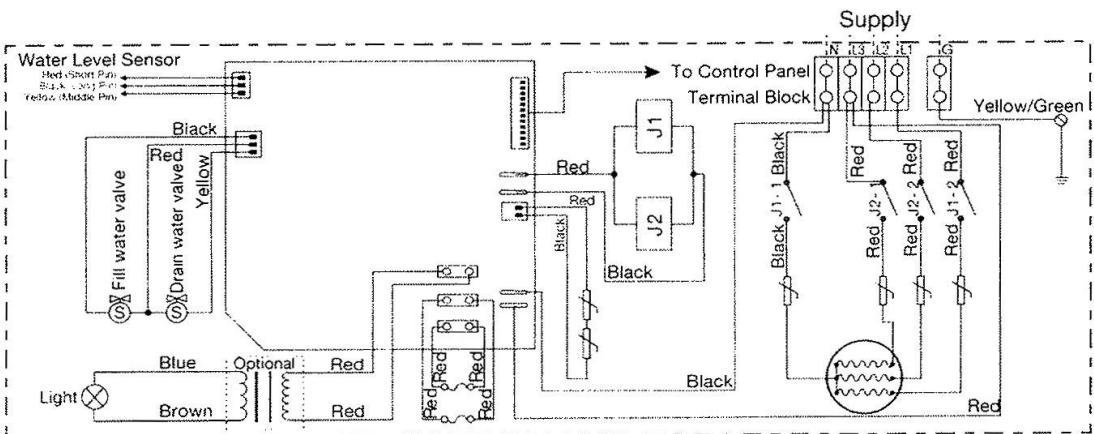 Supply
N L3 L2 L1 G
Water Level Sensor
Red (Short Pin)
Black (Long Pin)
Yellow (Middle Pin)
To Control Panel
Terminal Block
Yellow/Green
Black
Red
Yellow
Fill water valve
Drain water valve
S
S
J1
J2
Red
Red
Black
Black
Black
Red
Red
Red
J1-1
J2-1
J2-2
J1-2
Black
Red
Red
Red
Light
Blue
Brown
Optional
Red
Red
Red
Red
Red
Red
Black
Red